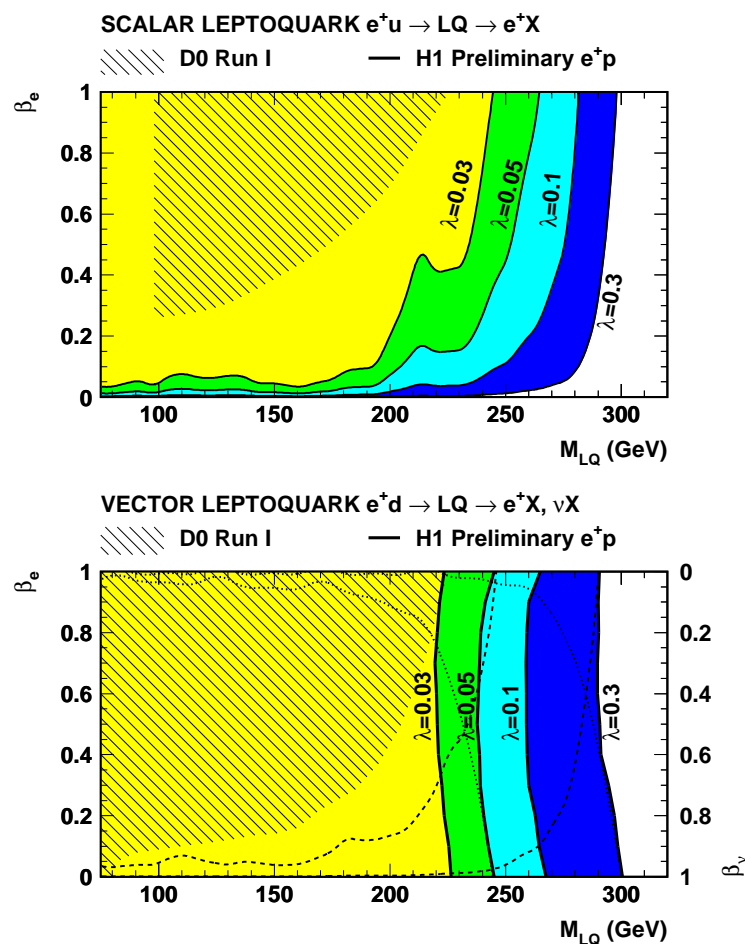 SCALAR LEPTOQUARK e⁺u → LQ → e⁺X
D0 Run I H1 Preliminary e⁺p
βe
1
0.8
0.6
0.4
0.2
0
λ=0.03
λ=0.05
λ=0.1
λ=0.3
100 150 200 250 300
M_LQ (GeV)
VECTOR LEPTOQUARK e⁺d → LQ → e⁺X, νX
D0 Run I H1 Preliminary e⁺p
βe
1 0
0.8 0.2
0.6 0.4
0.4 0.6
0.2 0.8
0 1
λ=0.03
λ=0.05
λ=0.1
λ=0.3
βν
100 150 200 250 300
M_LQ (GeV)